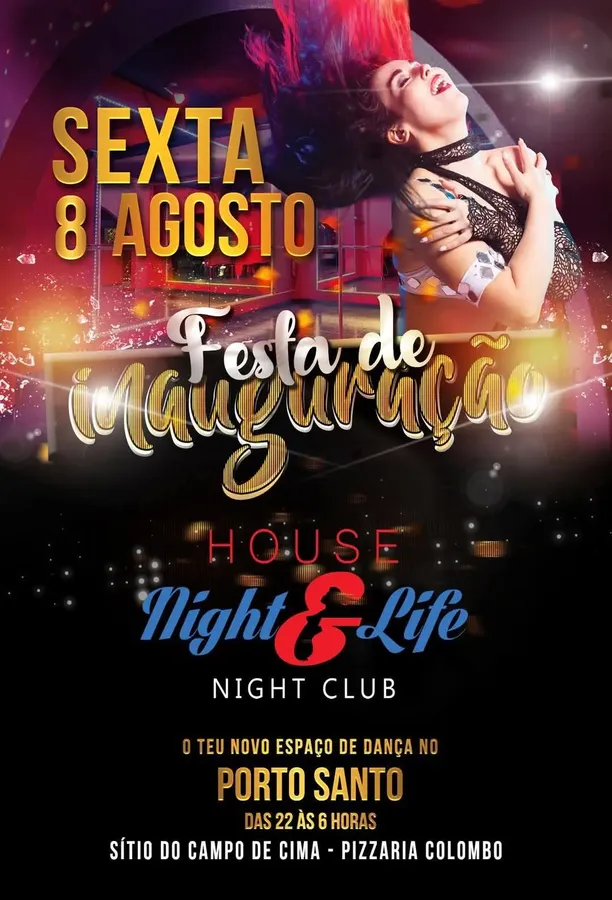 SEXTA
8 AGOSTO
Festa de
inauguração
HOUSE
Night & Life
NIGHT CLUB
O TEU NOVO ESPAÇO DE DANÇA NO
PORTO SANTO
DAS 22 ÀS 6 HORAS
SÍTIO DO CAMPO DE CIMA - PIZZARIA COLOMBO